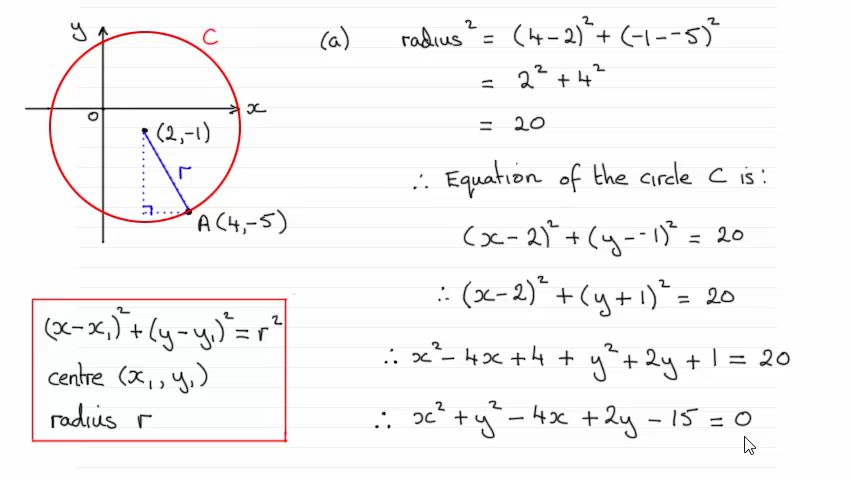 y
C
x
O
(2,-1)
r
A(4,-5)
(x-x₁)²+(y-y₁)²=r²
centre (x₁,y₁)
radius r
(a) radius² = (4-2)²+(-1--5)²
= 2²+4²
= 20
∴ Equation of the circle C is:
(x-2)²+(y--1)² = 20
∴ (x-2)²+(y+1)² = 20
∴ x²-4x+4+y²+2y+1 = 20
∴ x²+y²-4x+2y-15 = 0